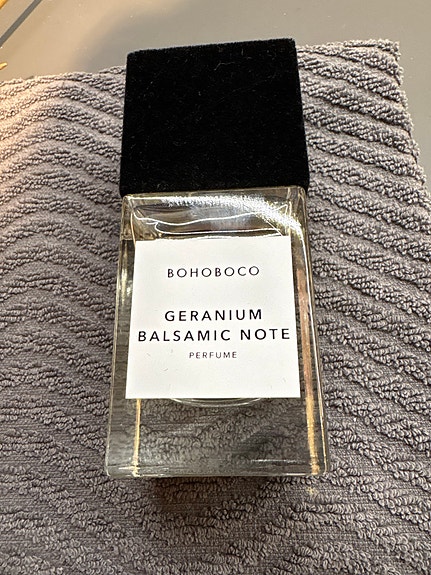 BOHOBOCO
GERANIUM
BALSAMIC NOTE
PERFUME